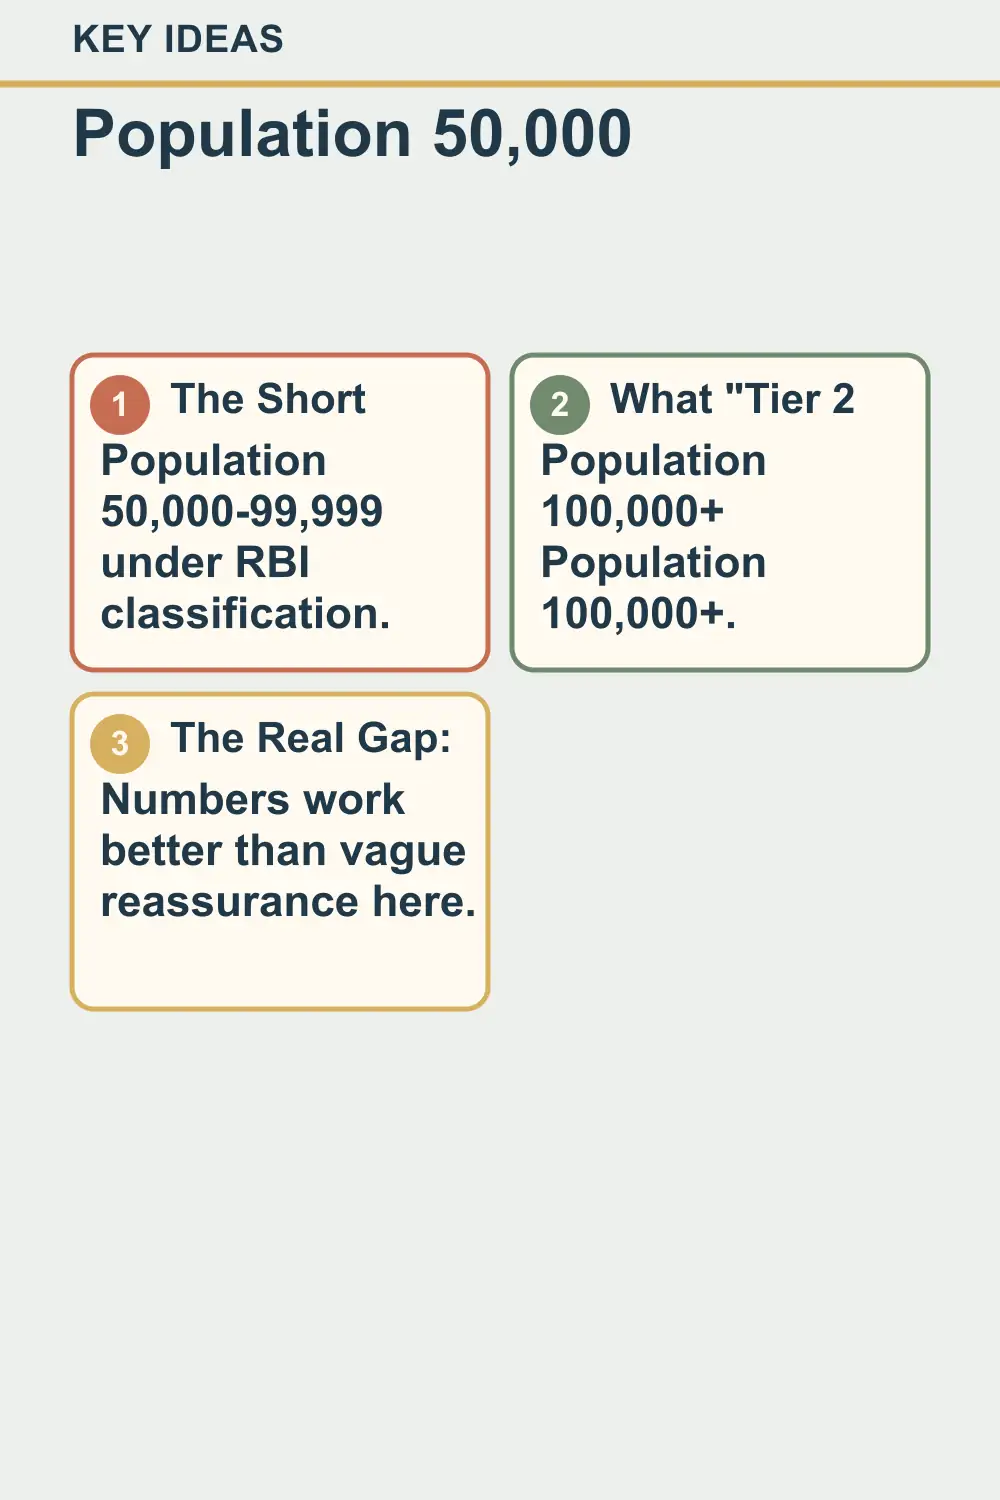 KEY IDEAS
Population 50,000
1 The Short
Population
50,000-99,999
under RBI
classification.
2 What "Tier 2
Population
100,000+
Population
100,000+.
3 The Real Gap:
Numbers work
better than vague
reassurance here.